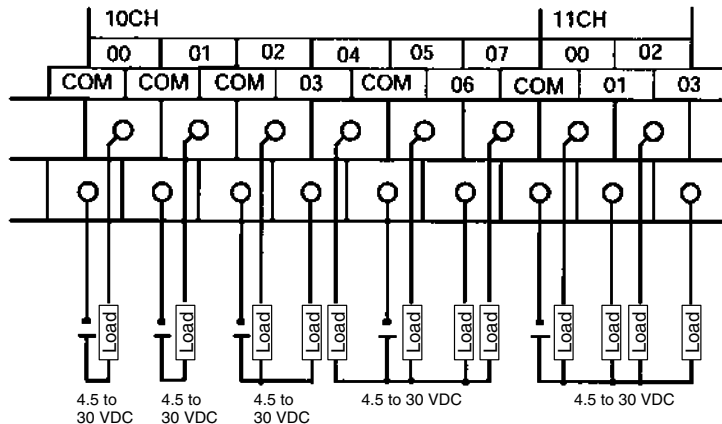 10CH 11CH
00 01 02 04 05 07 00 02
COM COM COM 03 COM 06 COM 01 03
Load Load Load Load Load Load Load Load Load Load Load Load
4.5 to 4.5 to 4.5 to 4.5 to 30 VDC 4.5 to 30 VDC
30 VDC 30 VDC 30 VDC